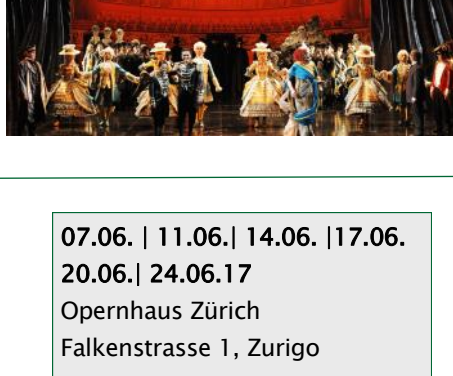 07.06. | 11.06.| 14.06. |17.06.
20.06.| 24.06.17
Opernhaus Zürich
Falkenstrasse 1, Zurigo